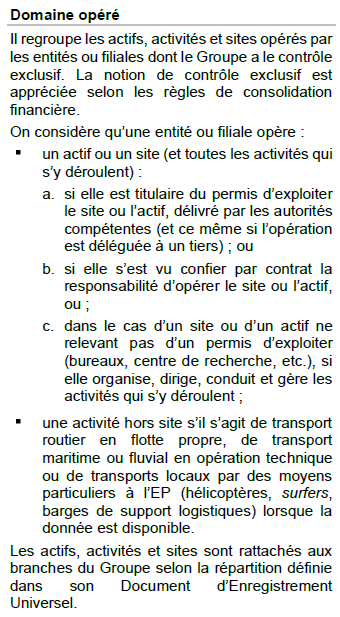 Domaine opéré
Il regroupe les actifs, activités et sites opérés par
les entités ou filiales dont le Groupe a le contrôle
exclusif. La notion de contrôle exclusif est
appréciée selon les règles de consolidation
financière.
On considère qu’une entité ou filiale opère :
▪ un actif ou un site (et toutes les activités qui
s’y déroulent) :
a. si elle est titulaire du permis d’exploiter
le site ou l’actif, délivré par les autorités
compétentes (et ce même si l’opération
est déléguée à un tiers) ; ou
b. si elle s’est vu confier par contrat la
responsabilité d’opérer le site ou l’actif,
ou ;
c. dans le cas d’un site ou d’un actif ne
relevant pas d’un permis d’exploiter
(bureaux, centre de recherche, etc.), si
elle organise, dirige, conduit et gère les
activités qui s’y déroulent ;
▪ une activité hors site s’il s’agit de transport
routier en flotte propre, de transport
maritime ou fluvial en opération technique
ou de transports locaux par des moyens
particuliers à l’EP (hélicoptères, surfers,
barges de support logistiques) lorsque la
donnée est disponible.
Les actifs, activités et sites sont rattachés aux
branches du Groupe selon la répartition définie
dans son Document d’Enregistrement
Universel.